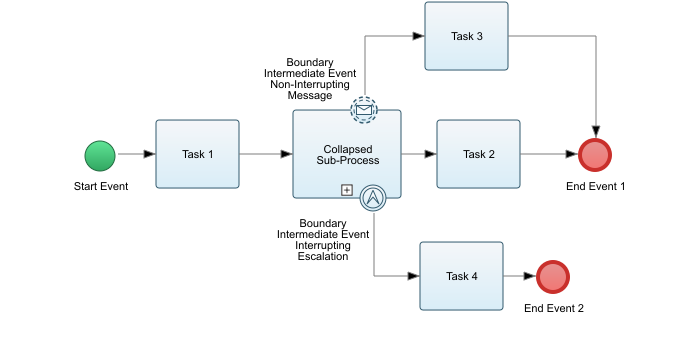 Task 3
Boundary
Intermediate Event
Non-Interrupting
Message
Start Event
Task 1
Collapsed
Sub-Process
Task 2
End Event 1
Boundary
Intermediate Event
Interrupting
Escalation
Task 4
End Event 2